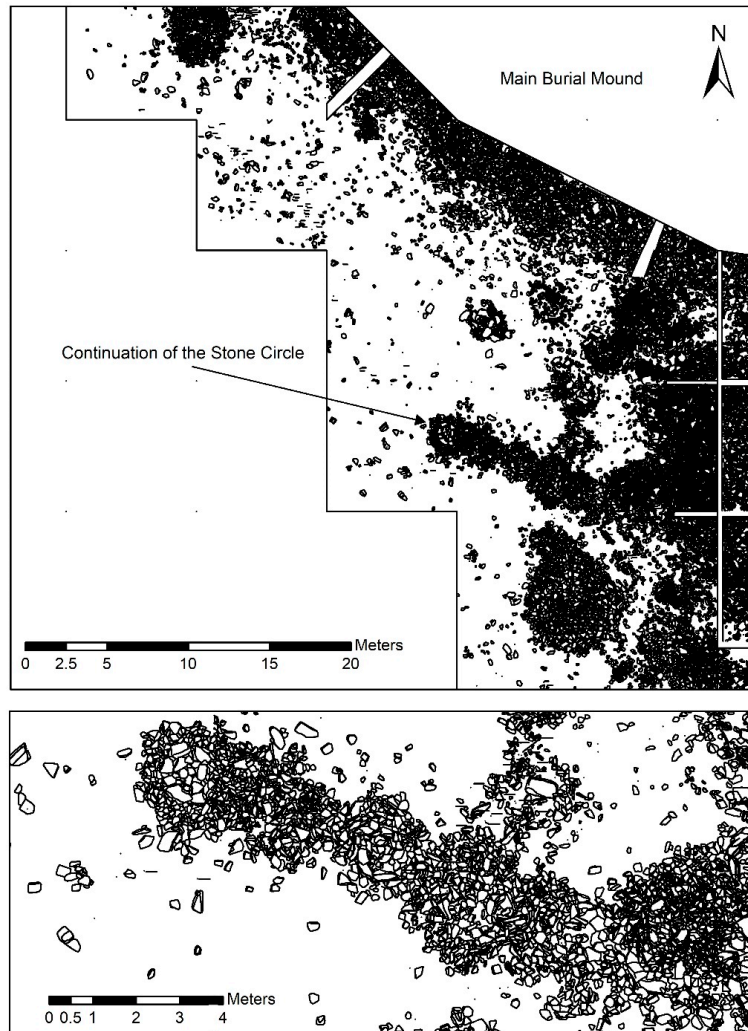 N
Main Burial Mound
Continuation of the Stone Circle
Meters
0 2.5 5 10 15 20
Meters
0 0.5 1 2 3 4